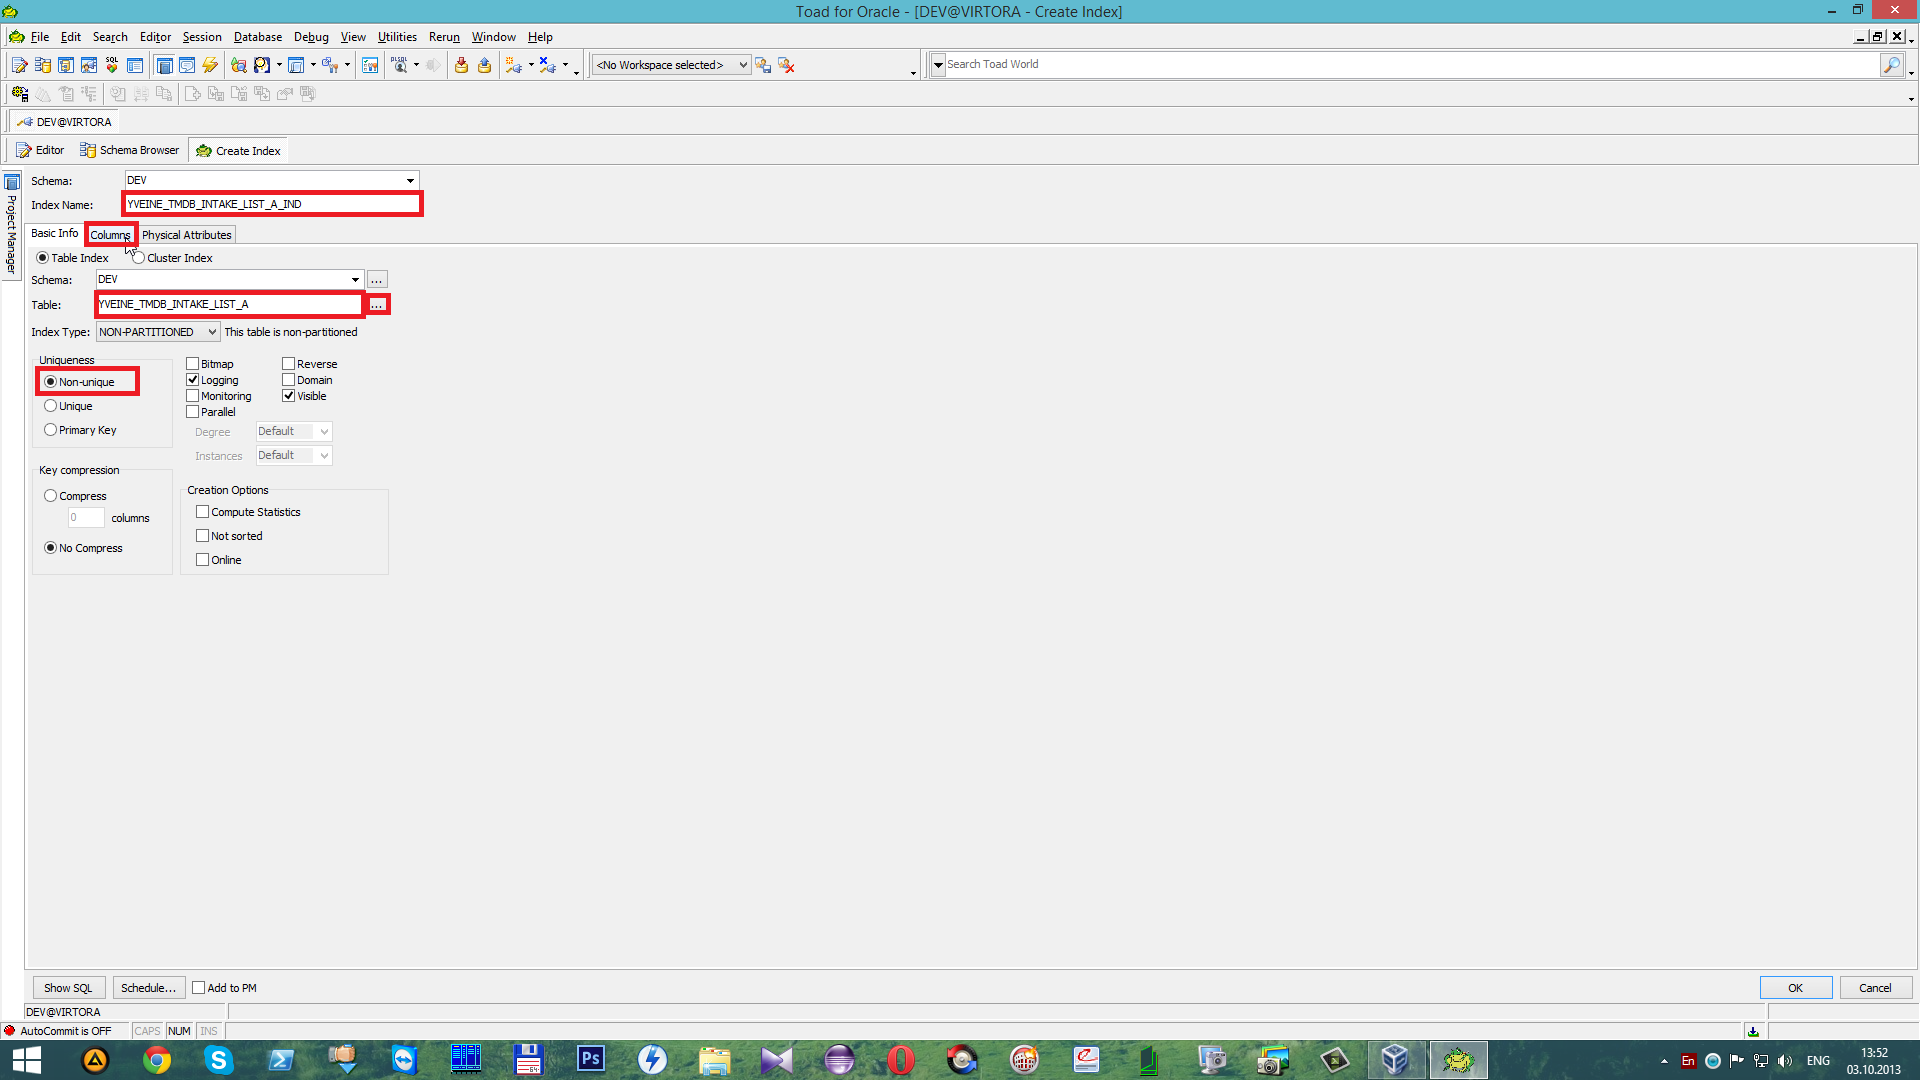 Toad for Oracle - [DEV@VIRTORA - Create Index]
File Edit Search Editor Session Database Debug View Utilities Rerun Window Help
<No Workspace selected> Search Toad World
DEV@VIRTORA
Editor Schema Browser Create Index
Project Manager
Schema: DEV
Index Name: YVEINE_TMDB_INTAKE_LIST_A_IND
Basic Info Columns Physical Attributes
Table Index Cluster Index
Schema: DEV ...
Table: YVEINE_TMDB_INTAKE_LIST_A ...
Index Type: NON-PARTITIONED This table is non-partitioned
Uniqueness
Non-unique
Unique
Primary Key
Bitmap Reverse
Logging Domain
Monitoring Visible
Parallel
Degree Default
Instances Default
Key compression
Compress
0 columns
No Compress
Creation Options
Compute Statistics
Not sorted
Online
Show SQL Schedule... Add to PM OK Cancel
DEV@VIRTORA
AutoCommit is OFF CAPS NUM INS
En ENG 13:52
03.10.2013